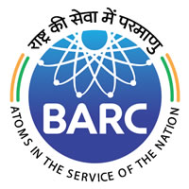 राष्ट्र की सेवा में परमाणु
BARC
ATOMS IN THE SERVICE OF THE NATION